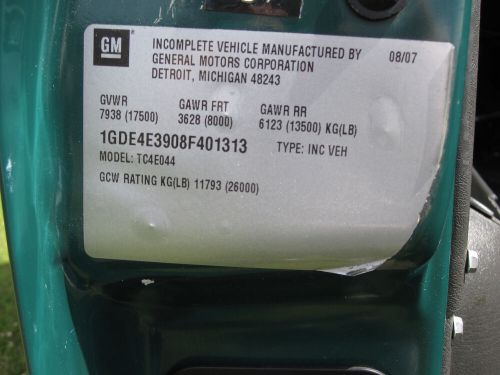 GM
INCOMPLETE VEHICLE MANUFACTURED BY 08/07
GENERAL MOTORS CORPORATION
DETROIT, MICHIGAN 48243
GVWR GAWR FRT GAWR RR
7938 (17500) 3628 (8000) 6123 (13500) KG(LB)
1GDE4E3908F401313 TYPE: INC VEH
MODEL: TC4E044
GCW RATING KG(LB) 11793 (26000)